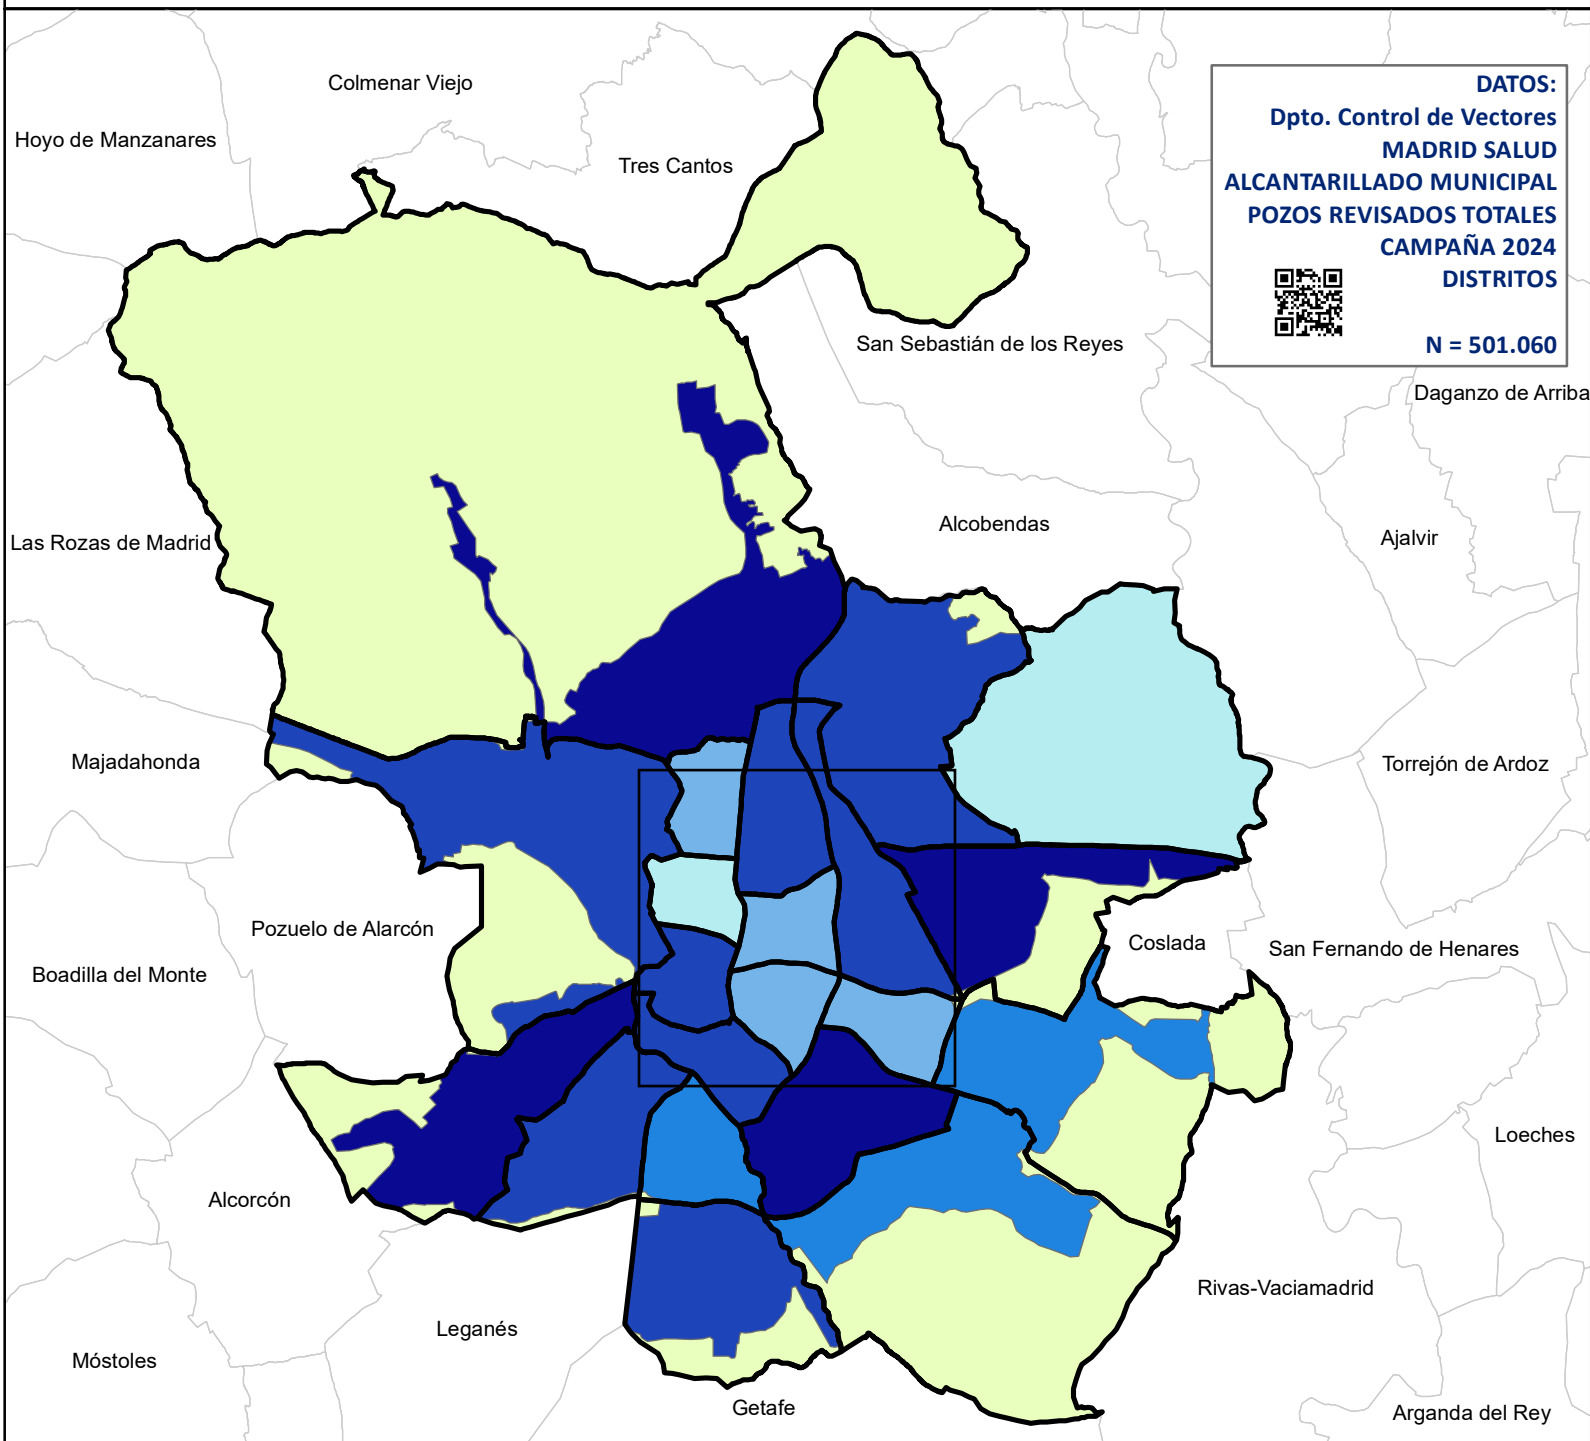 Colmenar Viejo
Hoyo de Manzanares
Tres Cantos
DATOS:
Dpto. Control de Vectores
MADRID SALUD
ALCANTARILLADO MUNICIPAL
POZOS REVISADOS TOTALES
CAMPAÑA 2024
DISTRITOS
N = 501.060
San Sebastián de los Reyes
Daganzo de Arriba
Alcobendas
Ajalvir
Las Rozas de Madrid
Majadahonda
Torrejón de Ardoz
Pozuelo de Alarcón
Coslada
San Fernando de Henares
Boadilla del Monte
Loeches
Alcorcón
Rivas-Vaciamadrid
Leganés
Móstoles
Getafe
Arganda del Rey